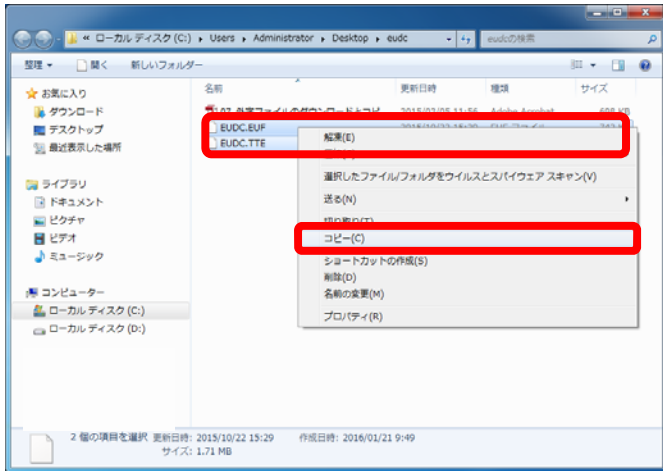 « ローカル ディスク (C:) ▸ Users ▸ Administrator ▸ Desktop ▸ eudc
eudcの検索
整理 開く 新しいフォルダー
お気に入り
ダウンロード
デスクトップ
最近表示した場所
ライブラリ
ドキュメント
ピクチャ
ビデオ
ミュージック
コンピューター
ローカル ディスク (C:)
ローカル ディスク (D:)
名前 更新日時 種類 サイズ
EUDC.EUF
EUDC.TTE
解凍(E)
選択したファイル/フォルダをウイルスとスパイウェア スキャン(V)
送る(N)
切り取り(T)
コピー(C)
ショートカットの作成(S)
削除(D)
名前の変更(M)
プロパティ(R)
2 個の項目を選択 更新日時: 2015/10/22 15:29 作成日時: 2016/01/21 9:49
サイズ: 1.71 MB